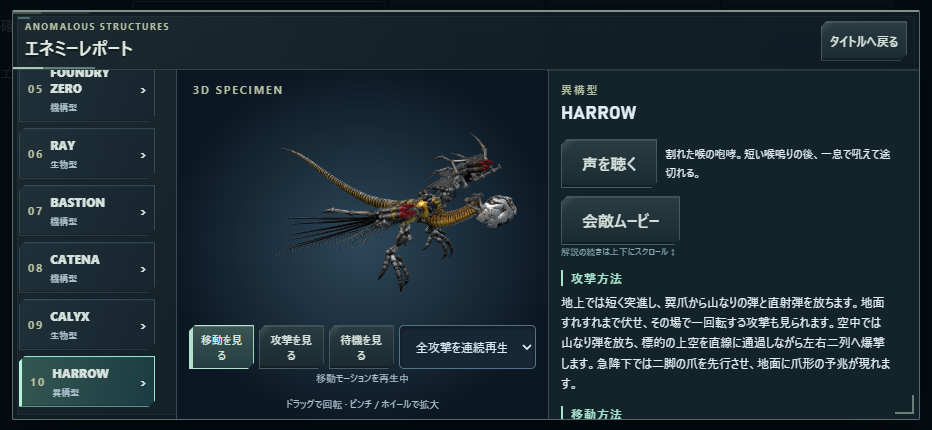 ANOMALOUS STRUCTURES
エネミーレポート
タイトルへ戻る
05 FOUNDRY ZERO
機構型
06 RAY
生物型
07 BASTION
機構型
08 CATENA
機構型
09 CALYX
生物型
10 HARROW
異構型
3D SPECIMEN
移動を見る
攻撃を見る
待機を見る
全攻撃を連続再生
移動モーションを再生中
ドラッグで回転・ピンチ / ホイールで拡大
異構型
HARROW
声を聴く
割れた喉の咆哮。短い喉鳴りの後、一息で吼えて途
切れる。
会敵ムービー
解説の続きは上下にスクロール ↕
攻撃方法
地上では短く突進し、翼爪から山なりの弾と直射弾を放ちます。地面
すれすれまで伏せ、その場で一回転する攻撃も見られます。空中では
山なり弾を放ち、標的の上空を直線に通過しながら左右二列へ爆撃
します。急降下では二脚の爪を先行させ、地面に爪形の予兆が現れま
す。
移動方法